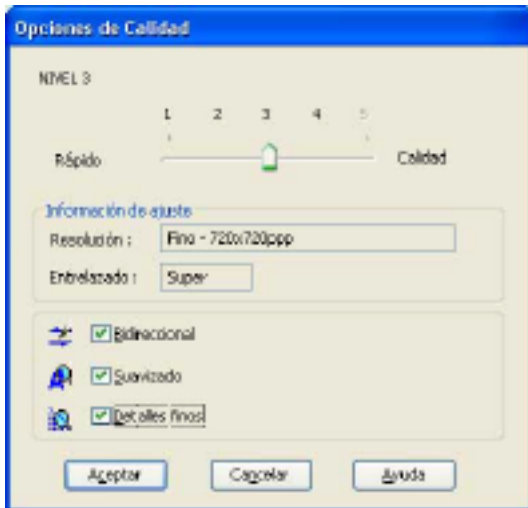 Opciones de Calidad
NIVEL 3
1 2 3 4 5
Rápido Calidad
Información de ajuste
Resolución : Fino - 720x720ppp
Entrelazado : Super
Bidireccional
Suavizado
Detalles finos
Aceptar Cancelar Ayuda